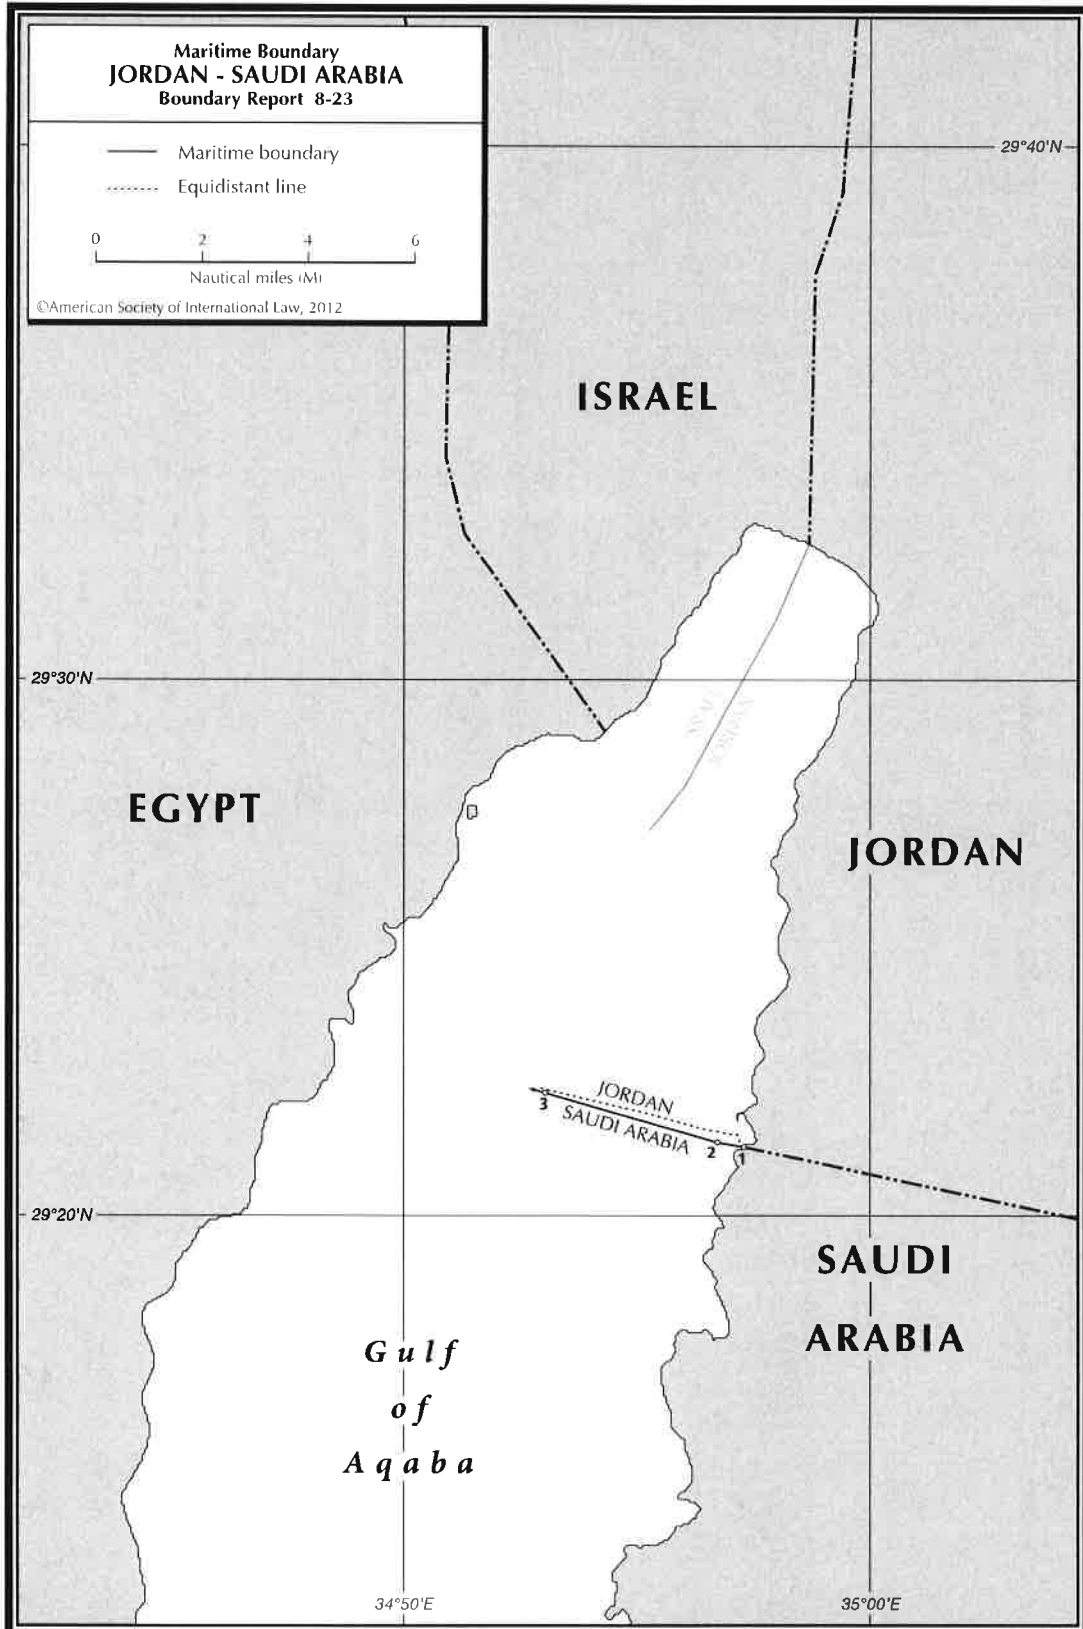 Maritime Boundary
JORDAN - SAUDI ARABIA
Boundary Report 8-23
Maritime boundary
Equidistant line
0 2 4 6
Nautical miles (M)
©American Society of International Law, 2012
29°40'N
ISRAEL
29°30'N
ISRAEL
JORDAN
EGYPT
JORDAN
JORDAN
3
SAUDI ARABIA
2
1
29°20'N
SAUDI
ARABIA
Gulf
of
Aqaba
34°50'E
35°00'E